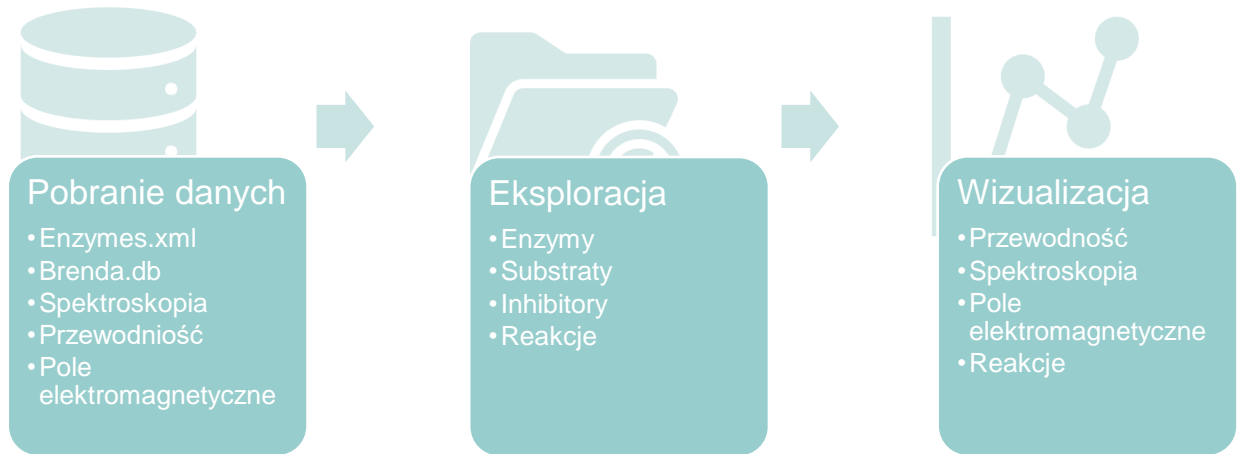 Pobranie danych
•Enzymes.xml
•Brenda.db
•Spektroskopia
•Przewodniość
•Pole
elektromagnetyczne
Eksploracja
•Enzymy
•Substraty
•Inhibitory
•Reakcje
Wizualizacja
•Przewodność
•Spektroskopia
•Pole
elektromagnetyczne
•Reakcje